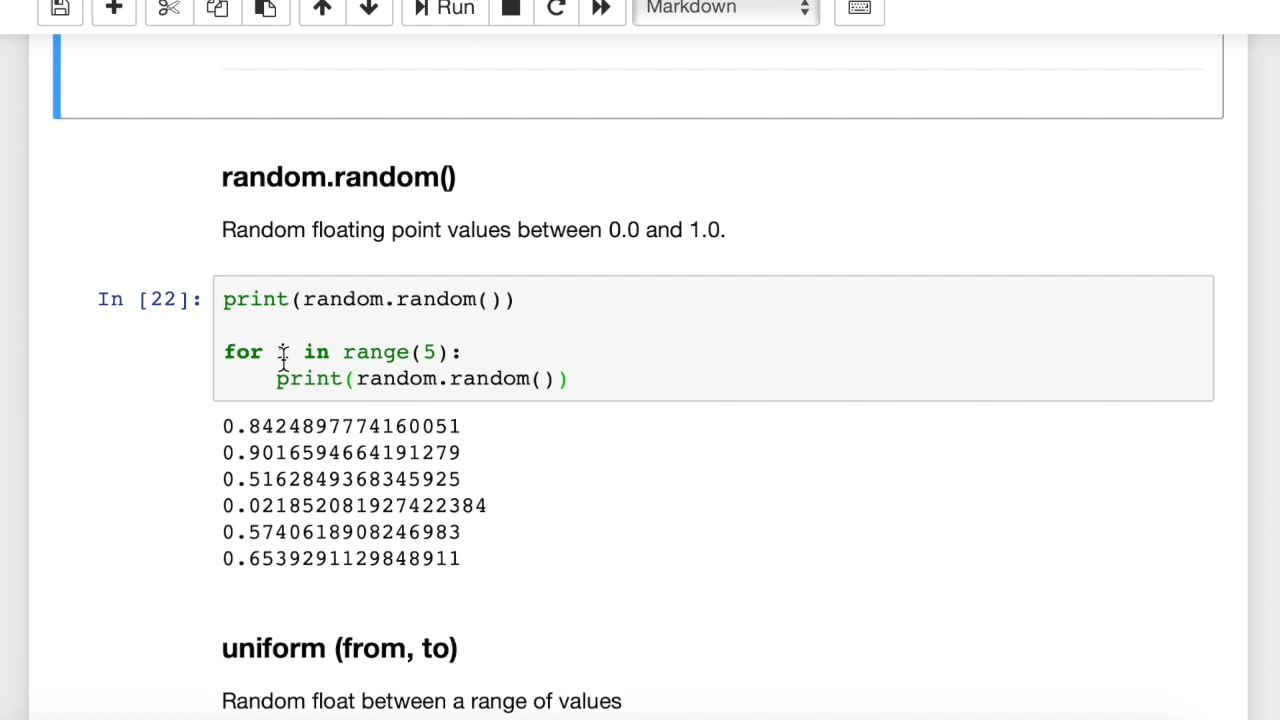 Run
Markdown
random.random()
Random floating point values between 0.0 and 1.0.
In [22]:
print(random.random())
for i in range(5):
print(random.random())
0.8424897774160051
0.9016594664191279
0.5162849368345925
0.021852081927422384
0.5740618908246983
0.6539291129848911
uniform (from, to)
Random float between a range of values